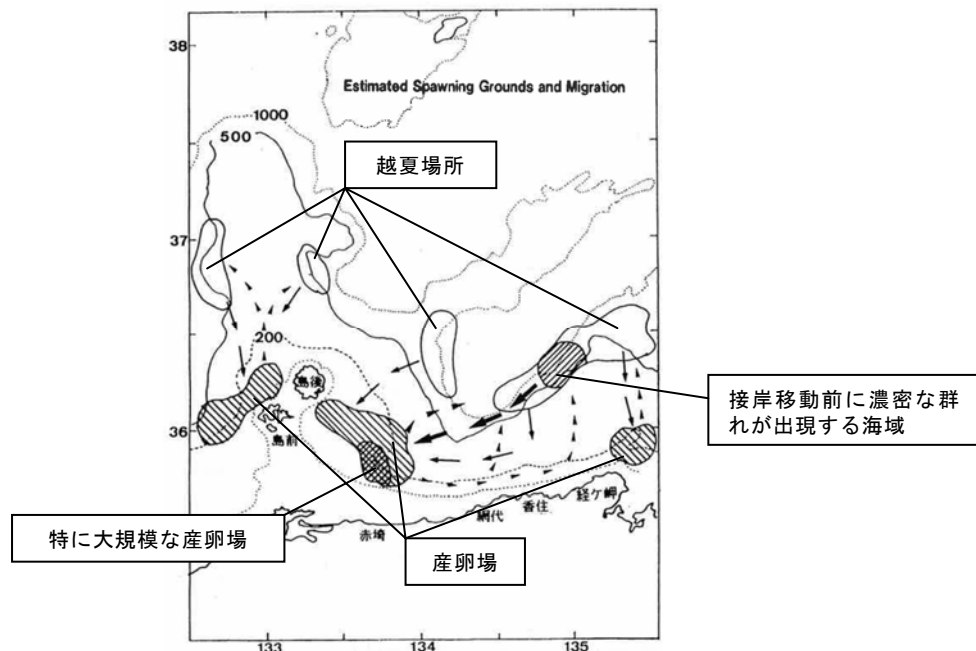 38
Estimated Spawning Grounds and Migration
1000
500
越夏場所
37
200
島後
接岸移動前に濃密な群
れが出現する海域
36
島前
経ケ岬
香住
網代
赤埼
特に大規模な産卵場
産卵場
133
134
135